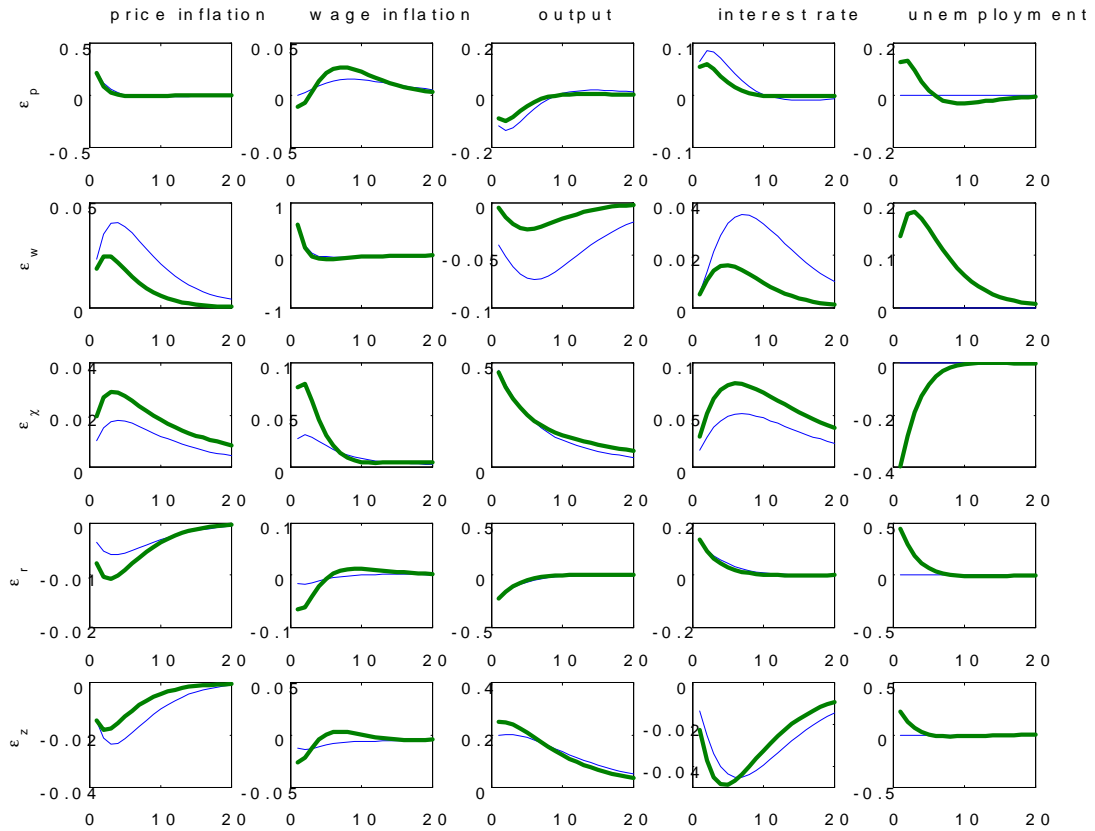 price inflation wage inflation output interest rate unemployment
0.5 0.05 0.2 0.1 0.2
ε p 0 0 0 0 0
-0.5 -0.05 -0.2 -0.1 -0.2
0 10 20 0 10 20 0 10 20 0 10 20 0 10 20
0.05 1 0 0.04 0.2
ε w 0 -0.05 0.02 0.1
0 -1 -0.1 0 0
0 10 20 0 10 20 0 10 20 0 10 20 0 10 20
0.04 0.1 0.5 0.1 0
ε χ 0.02 0.05 0.05 -0.2
0 0 0 0 -0.4
0 10 20 0 10 20 0 10 20 0 10 20 0 10 20
0 0.1 0.5 0.2 0.5
ε r -0.01 0 0 0 0
-0.02 -0.1 -0.5 -0.2 -0.5
0 10 20 0 10 20 0 10 20 0 10 20 0 10 20
0 0.05 0.4 0 0.5
ε z -0.02 0 0.2 -0.02 0
-0.04 -0.05 0 -0.04 -0.5
0 10 20 0 10 20 0 10 20 0 10 20 0 10 20